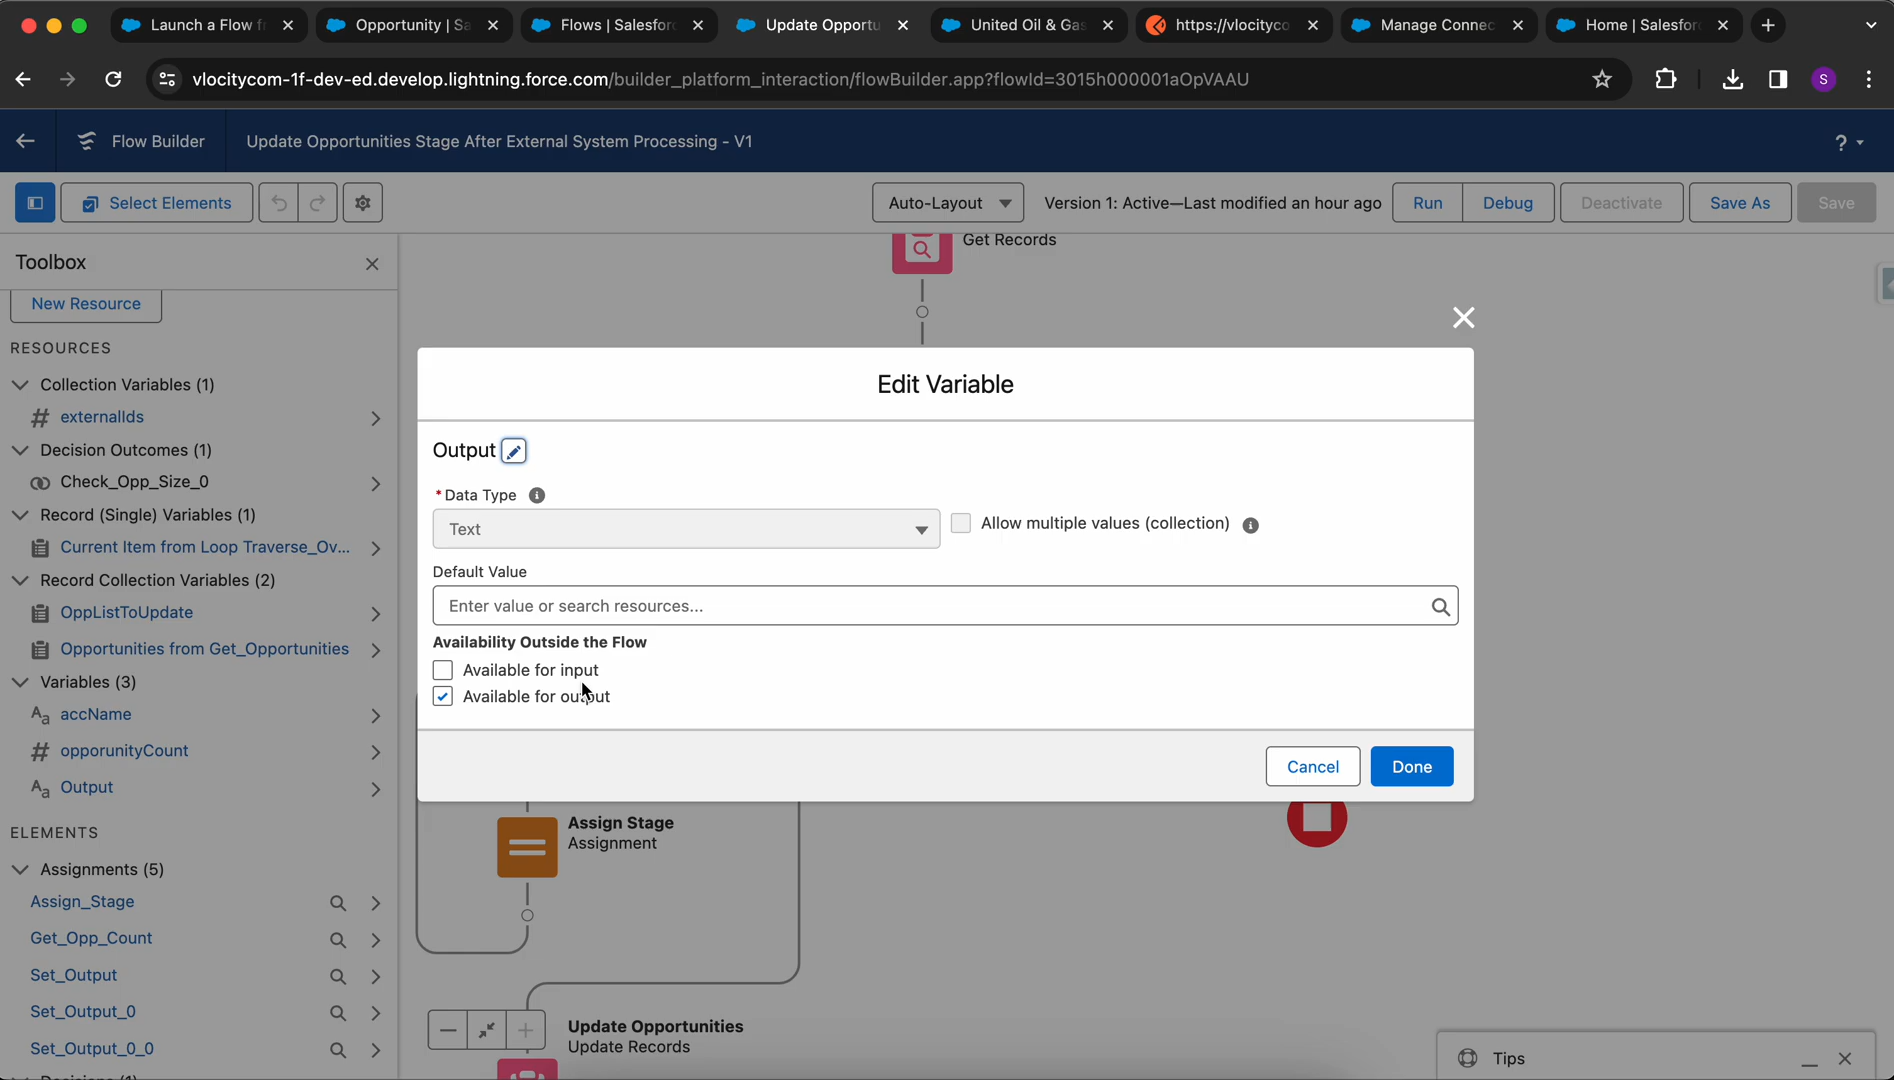 Launch a Flow f
Opportunity | Sa
Flows | Salesforc
Update Opportu
United Oil & Gas
https://vlocityco
Manage Connec
Home | Salesfor
vlocitycom-1f-dev-ed.develop.lightning.force.com/builder_platform_interaction/flowBuilder.app?flowId=3015h000001aOpVAAU
S
Flow Builder
Update Opportunities Stage After External System Processing - V1
?
Select Elements
Auto-Layout
Version 1: Active—Last modified an hour ago
Run
Debug
Deactivate
Save As
Save
Toolbox
New Resource
RESOURCES
Collection Variables (1)
externalIds
Decision Outcomes (1)
Check_Opp_Size_0
Record (Single) Variables (1)
Current Item from Loop Traverse_Ov...
Record Collection Variables (2)
OppListToUpdate
Opportunities from Get_Opportunities
Variables (3)
accName
opporunityCount
Output
ELEMENTS
Assignments (5)
Assign_Stage
Get_Opp_Count
Set_Output
Set_Output_0
Set_Output_0_0
Get Records
Edit Variable
Output
* Data Type
Text
Allow multiple values (collection)
Default Value
Enter value or search resources...
Availability Outside the Flow
Available for input
Available for output
Cancel
Done
Assign Stage
Assignment
Update Opportunities
Update Records
Tips